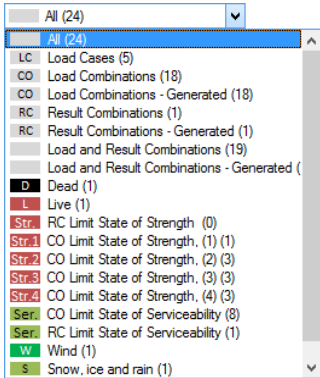 All (24)
All (24)
LC Load Cases (5)
CO Load Combinations (18)
CO Load Combinations - Generated (18)
RC Result Combinations (1)
RC Result Combinations - Generated (1)
Load and Result Combinations (19)
Load and Result Combinations - Generated (
D Dead (1)
L Live (1)
Str. RC Limit State of Strength (0)
Str.1 CO Limit State of Strength, (1) (1)
Str.2 CO Limit State of Strength, (2) (3)
Str.3 CO Limit State of Strength, (3) (3)
Str.4 CO Limit State of Strength, (4) (3)
Ser. CO Limit State of Serviceability (8)
Ser. RC Limit State of Serviceability (1)
W Wind (1)
S Snow, ice and rain (1)